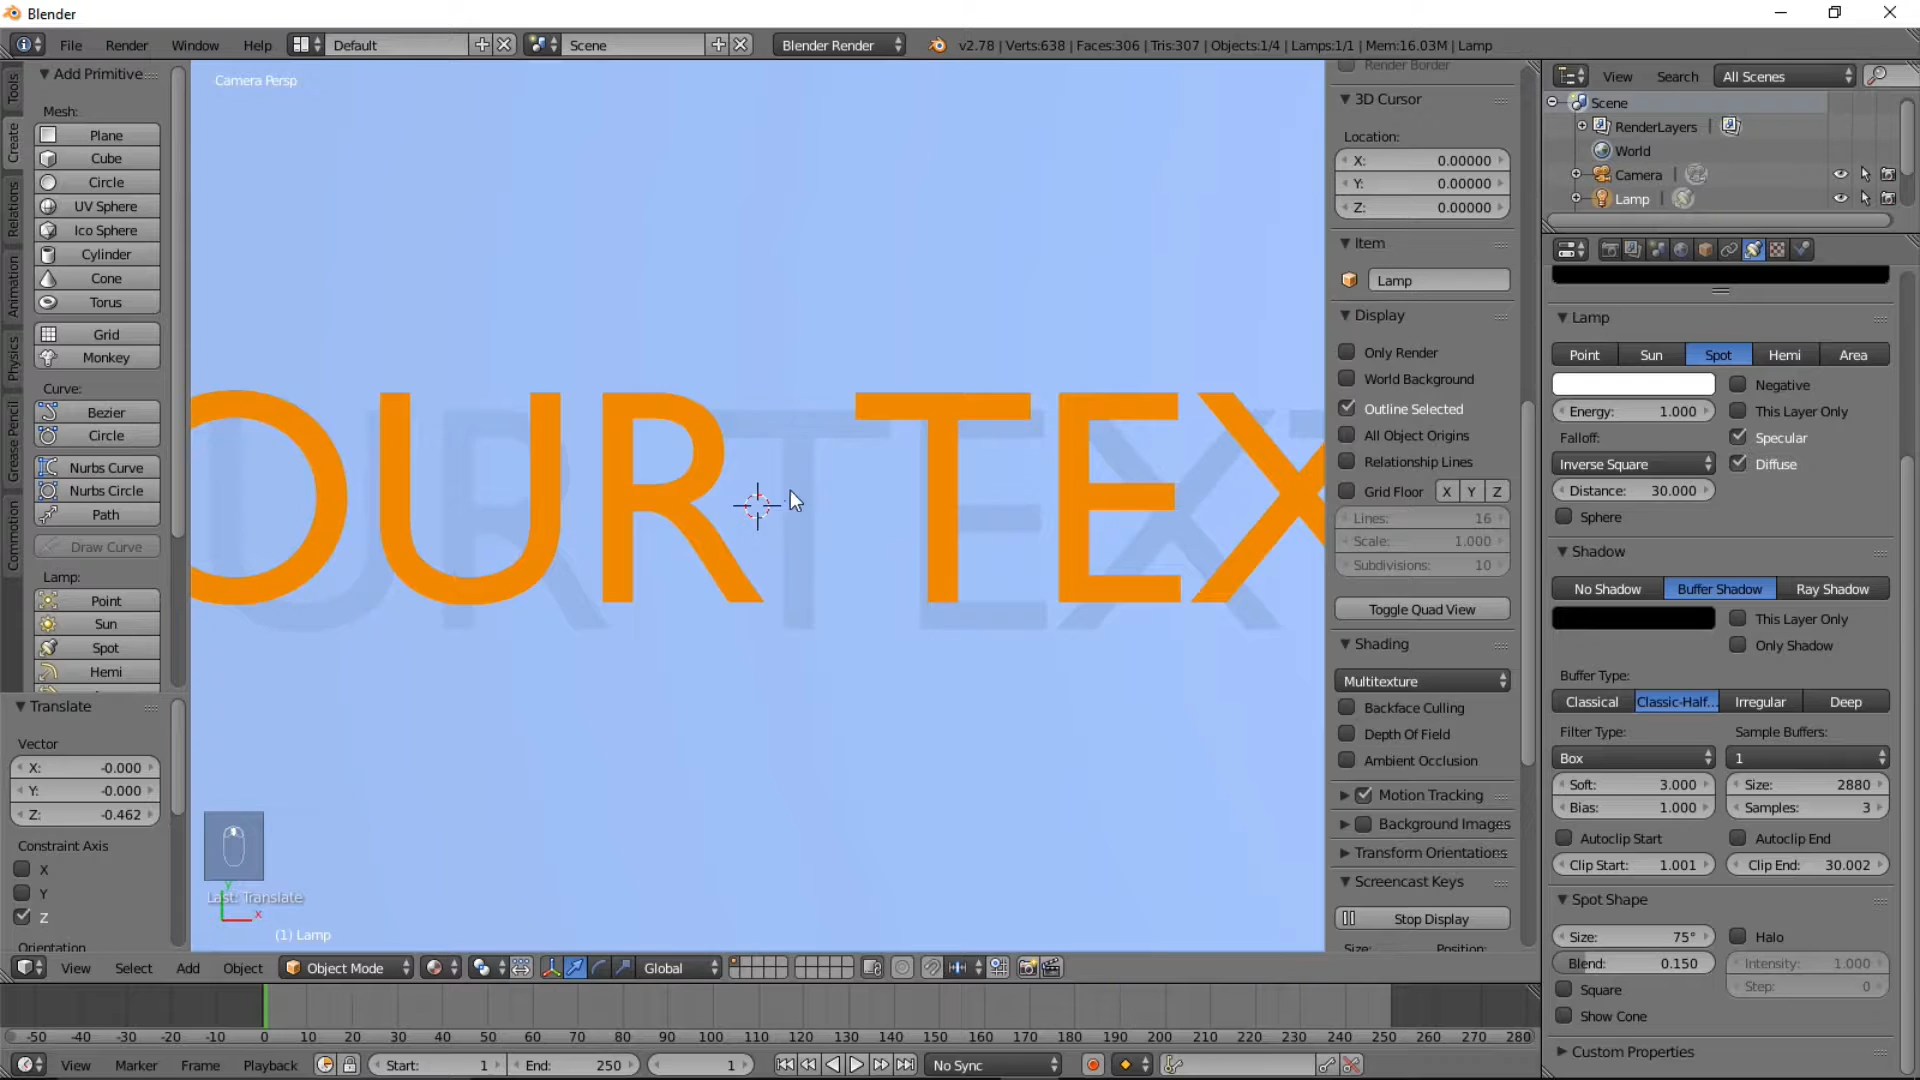 Blender
File Render Window Help Default Scene Blender Render v2.78 | Verts:638 | Faces:306 | Tris:307 | Objects:1/4 | Lamps:1/1 | Mem:16.03M | Lamp
Tools
Create
Relations
Animation
Physics
Grease Pencil
Commotion
Add Primitive
Mesh:
Plane
Cube
Circle
UV Sphere
Ico Sphere
Cylinder
Cone
Torus
Grid
Monkey
Curve:
Bezier
Circle
Nurbs Curve
Nurbs Circle
Path
Draw Curve
Lamp:
Point
Sun
Spot
Hemi
Translate
Vector
X: -0.000
Y: -0.000
Z: -0.462
Constraint Axis
X
Y
Z
Orientation
Camera Persp
OUR TEX
Last: Translate
y
x
(1) Lamp
Render Border
3D Cursor
Location:
X: 0.00000
Y: 0.00000
Z: 0.00000
Item
Lamp
Display
Only Render
World Background
Outline Selected
All Object Origins
Relationship Lines
Grid Floor X Y Z
Lines: 16
Scale: 1.000
Subdivisions: 10
Toggle Quad View
Shading
Multitexture
Backface Culling
Depth Of Field
Ambient Occlusion
Motion Tracking
Background Images
Transform Orientations
Screencast Keys
Stop Display
Size: Position:
View Search All Scenes
Scene
RenderLayers |
World
Camera |
Lamp |
Lamp
Point Sun Spot Hemi Area
Negative
Energy: 1.000 This Layer Only
Falloff: Specular
Inverse Square Diffuse
Distance: 30.000
Sphere
Shadow
No Shadow Buffer Shadow Ray Shadow
This Layer Only
Only Shadow
Buffer Type:
Classical Classic-Half... Irregular Deep
Filter Type: Sample Buffers:
Box 1
Soft: 3.000 Size: 2880
Bias: 1.000 Samples: 3
Autoclip Start Autoclip End
Clip Start: 1.001 Clip End: 30.002
Spot Shape
Size: 75° Halo
Blend: 0.150 Intensity: 1.000
Square Step: 0
Show Cone
Custom Properties
View Select Add Object Object Mode Global
-50 -40 -30 -20 -10 0 10 20 30 40 50 60 70 80 90 100 110 120 130 140 150 160 170 180 190 200 210 220 230 240 250 260 270 280
View Marker Frame Playback Start: 1 End: 250 1 No Sync